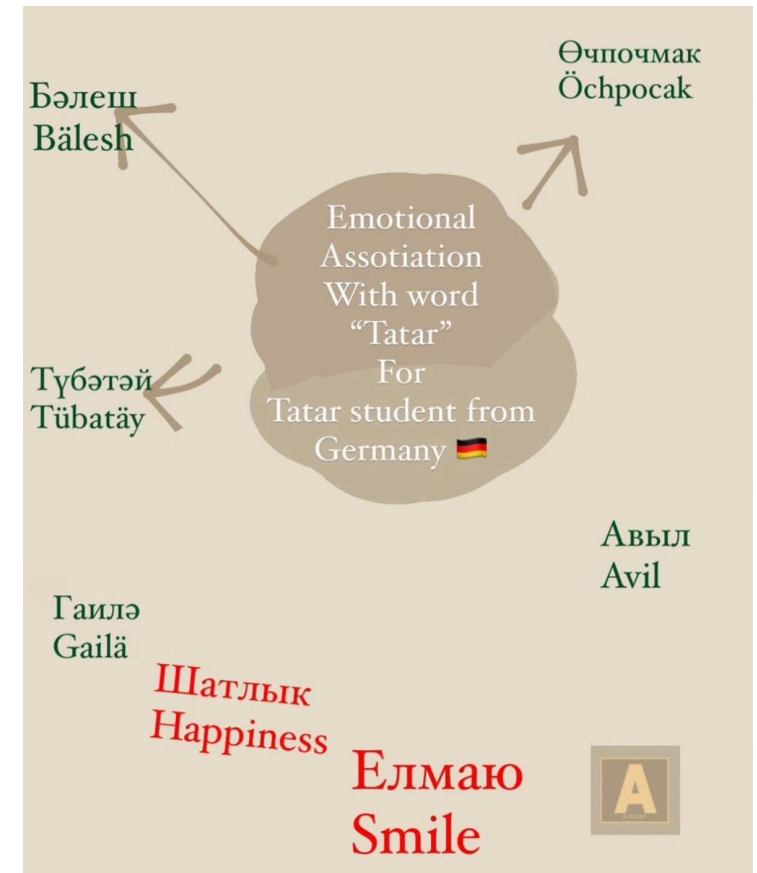 Өчпочмак
Öchpocak
Бәлеш
Bälesh
Emotional
Assotiation
With word
“Tatar”
For
Tatar student from
Germany 🇩🇪
Түбәтәй
Tübatäy
Авыл
Avil
Гаилә
Gailä
Шатлык
Happiness
Елмаю
Smile
A